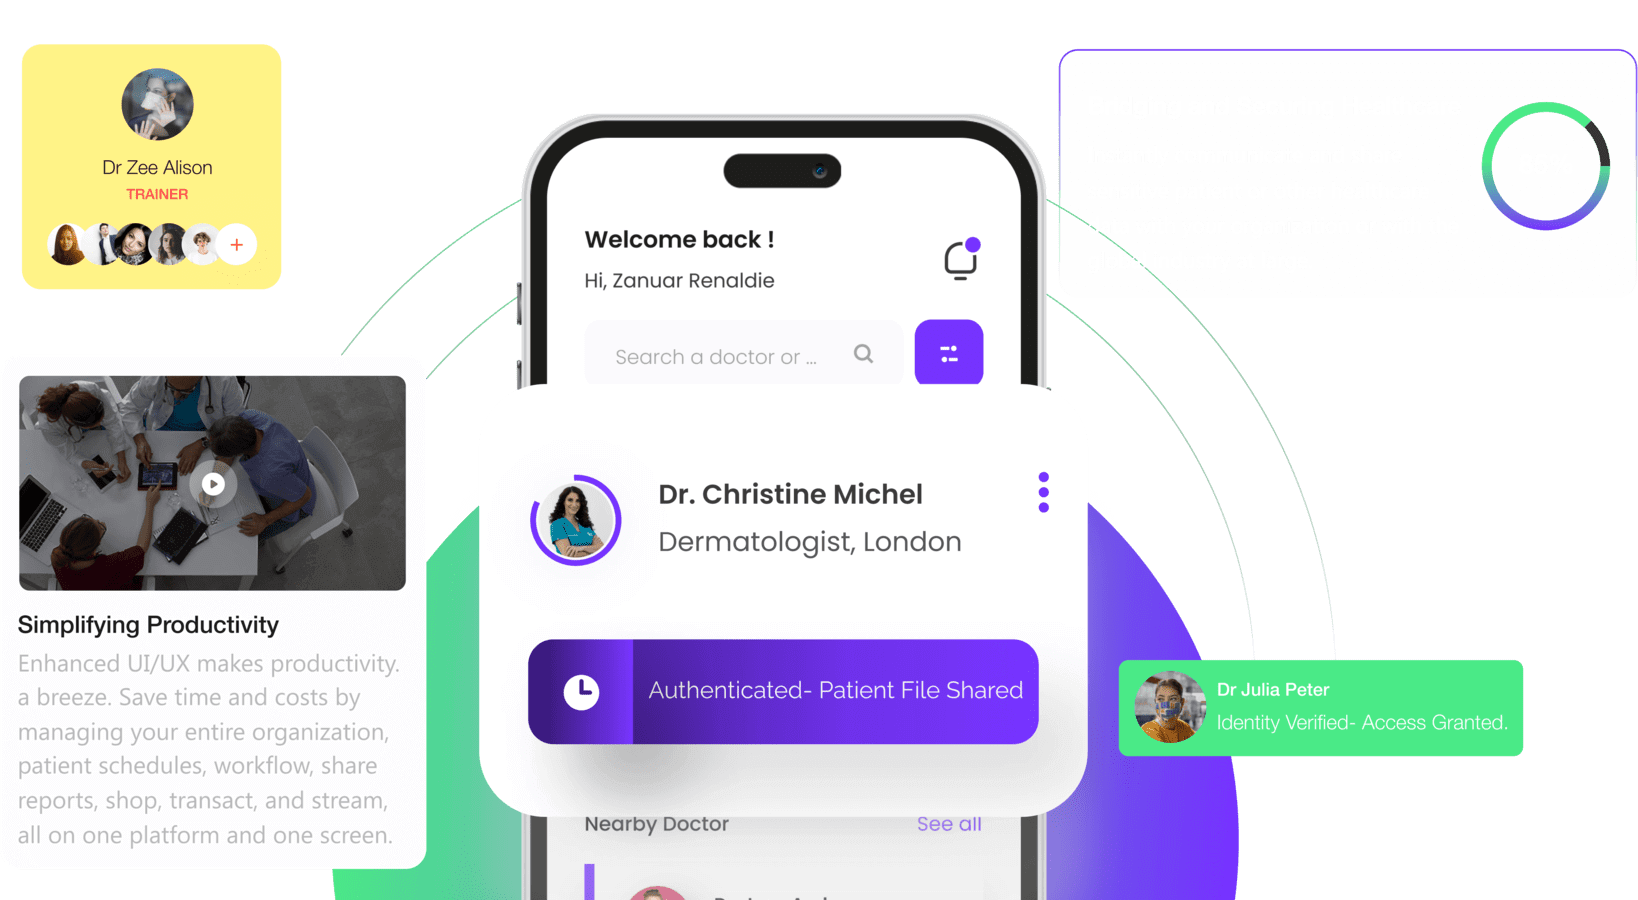 Dr Zee Alison
TRAINER
+
Welcome back !
Hi, Zanuar Renaldie
Search a doctor or ...
Dr. Christine Michel
Dermatologist, London
Authenticated- Patient File Shared
Simplifying Productivity
Enhanced UI/UX makes productivity.
a breeze. Save time and costs by
managing your entire organization,
patient schedules, workflow, share
reports, shop, transact, and stream,
all on one platform and one screen.
Dr Julia Peter
Identity Verified- Access Granted.
Nearby Doctor
See all